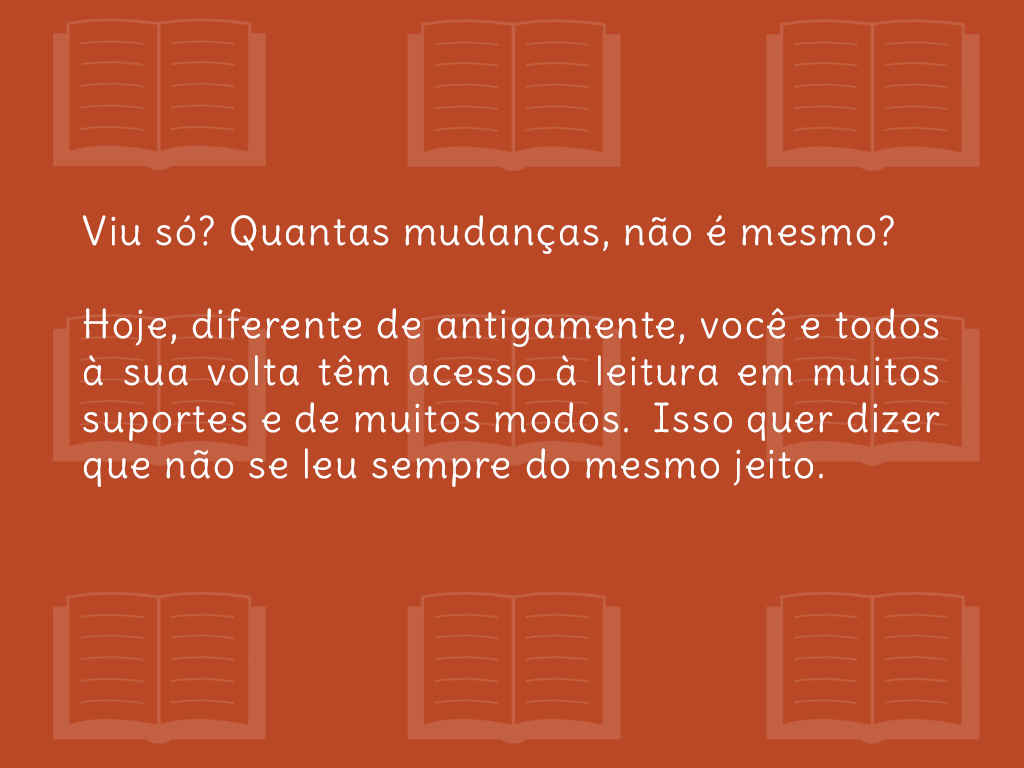 Viu só? Quantas mudanças, não é mesmo?
Hoje, diferente de antigamente, você e todos
à sua volta têm acesso à leitura em muitos
suportes e de muitos modos. Isso quer dizer
que não se leu sempre do mesmo jeito.